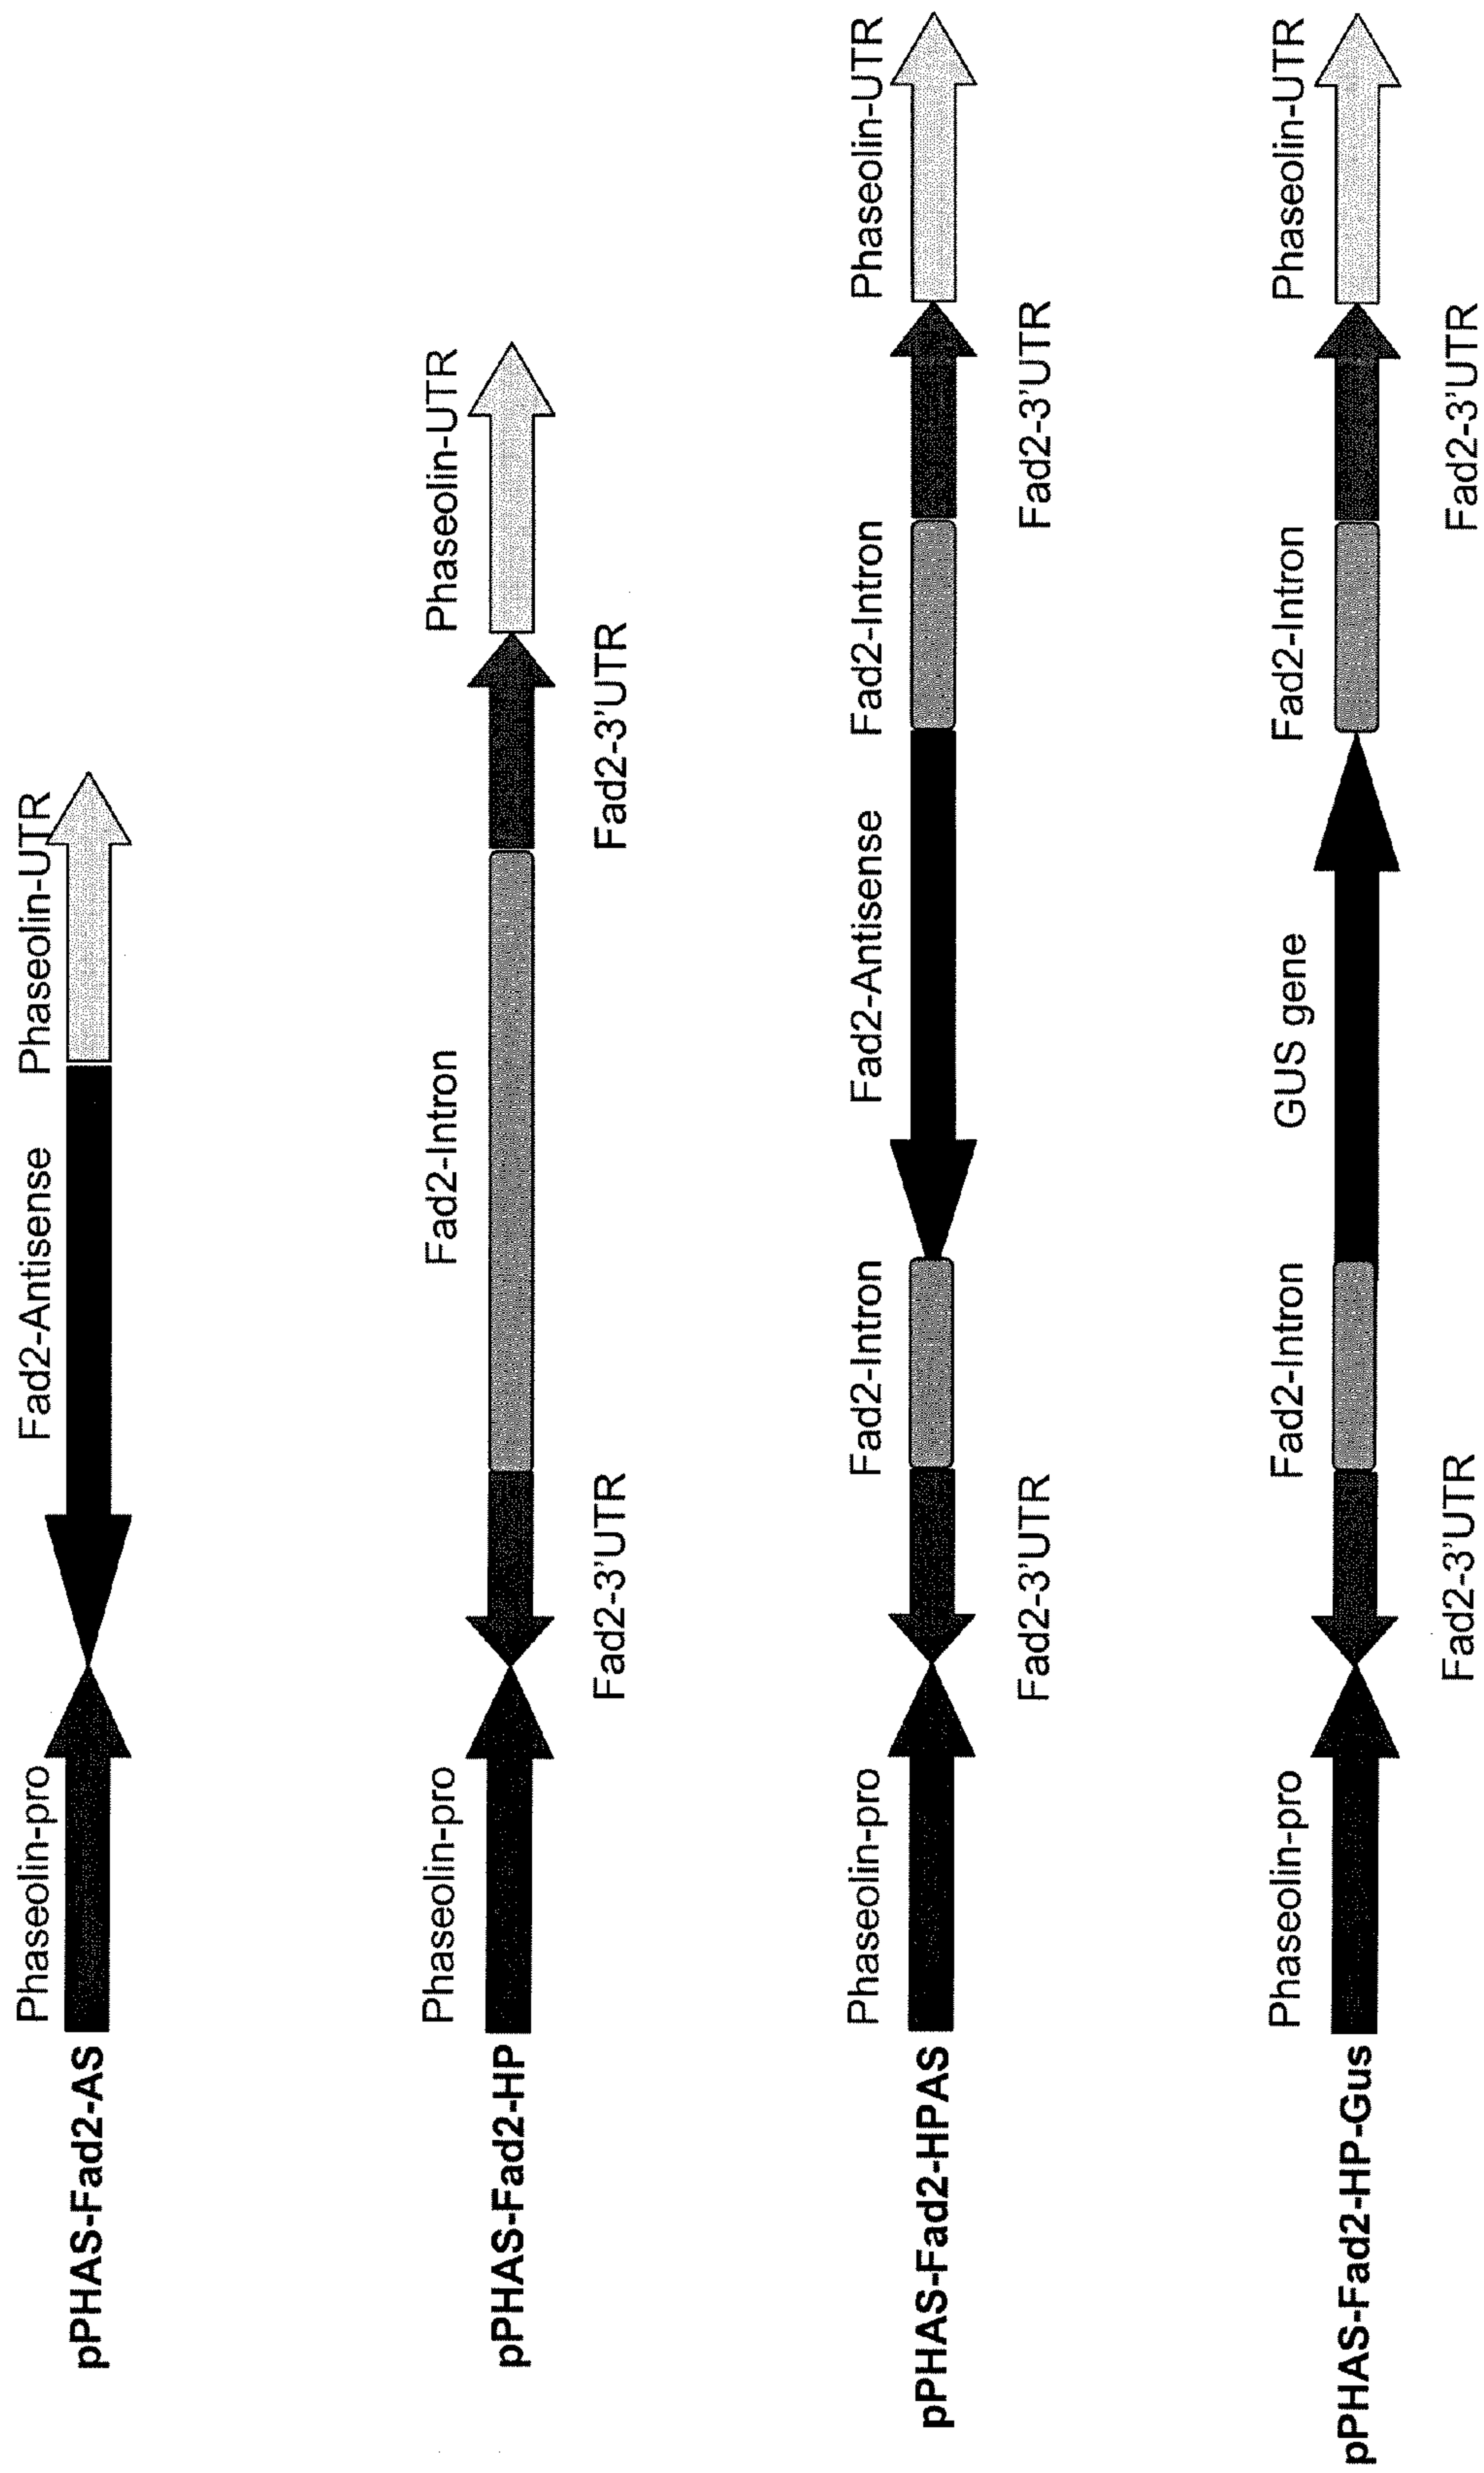 pPHAS-Fad2-AS
Phaseolin-pro
Fad2-Antisense
Phaseolin-UTR
pPHAS-Fad2-HP
Phaseolin-pro
Fad2-3'UTR
Fad2-Intron
Fad2-3'UTR
Phaseolin-UTR
pPHAS-Fad2-HPAS
Phaseolin-pro
Fad2-3'UTR
Fad2-Intron
Fad2-Antisense
Fad2-Intron
Fad2-3'UTR
Phaseolin-UTR
pPHAS-Fad2-HP-Gus
Phaseolin-pro
Fad2-3'UTR
Fad2-Intron
GUS gene
Fad2-Intron
Fad2-3'UTR
Phaseolin-UTR